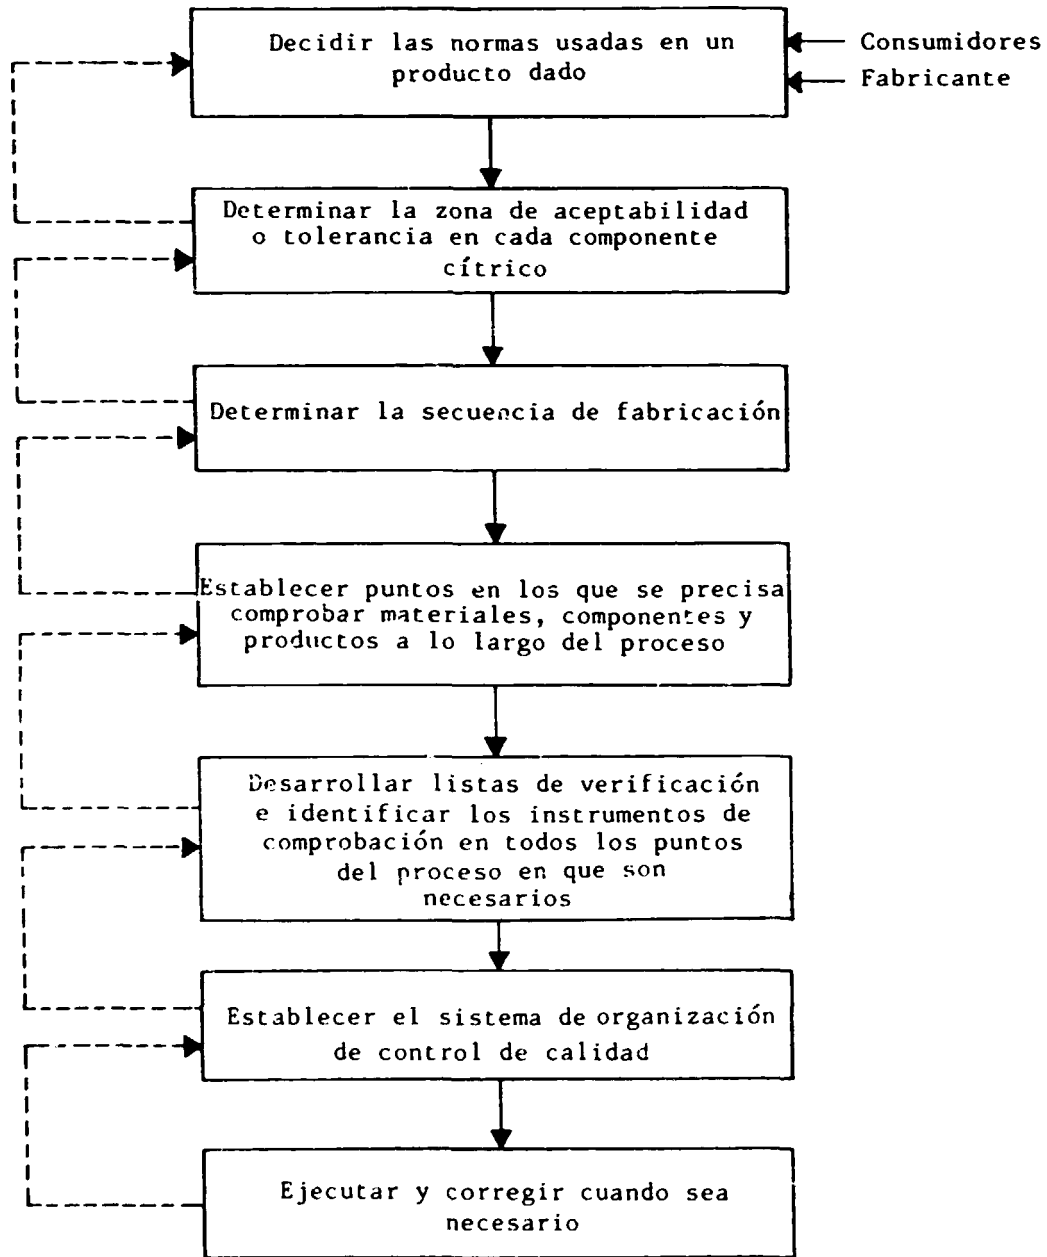 Decidir las normas usadas en un
producto dado
Consumidores
Fabricante
Determinar la zona de aceptabilidad
o tolerancia en cada componente
cítrico
Determinar la secuencia de fabricación
Establecer puntos en los que se precisa
comprobar materiales, componentes y
productos a lo largo del proceso
Desarrollar listas de verificación
e identificar los instrumentos de
comprobación en todos los puntos
del proceso en que son
necesarios
Establecer el sistema de organización
de control de calidad
Ejecutar y corregir cuando sea
necesario